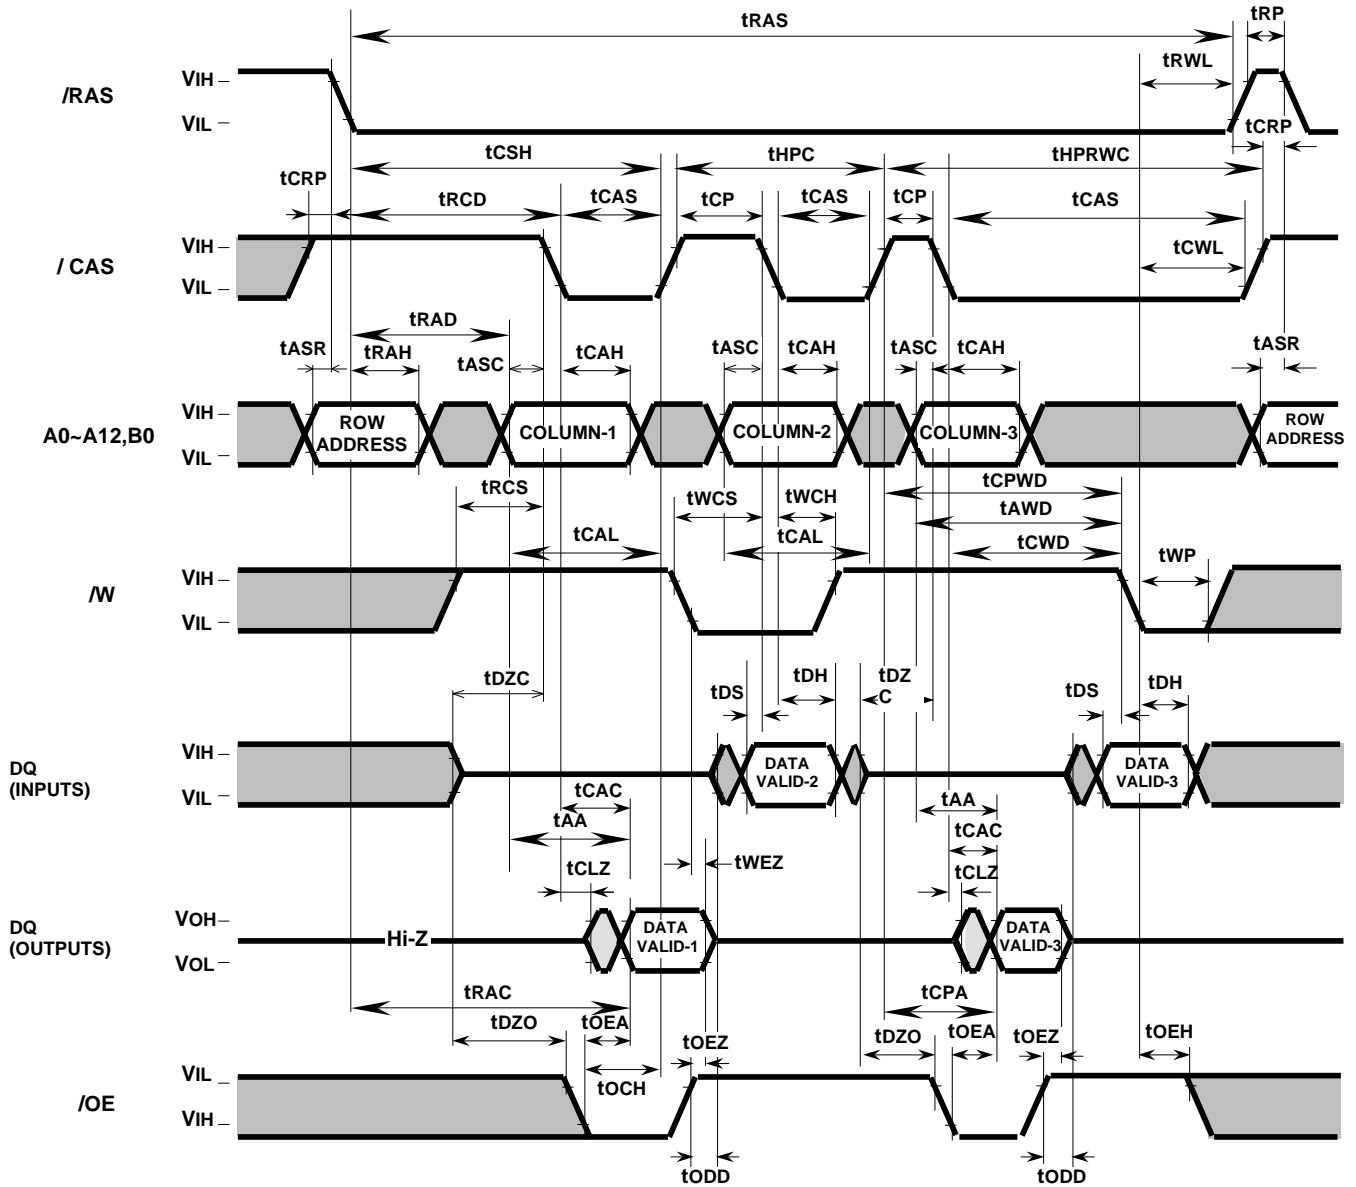 tRAS
tRP
tRWL
/RAS
VIH
VIL
tCRP
tCSH
tHPC
tHPRWC
tCRP
tRCD
tCAS
tCP
tCAS
tCP
tCAS
/ CAS
VIH
VIL
tCWL
tRAD
tASR
tRAH
tASC
tCAH
tASC
tCAH
tASC
tCAH
tASR
A0~A12,B0
VIH
VIL
ROW
ADDRESS
COLUMN-1
COLUMN-2
COLUMN-3
ROW
ADDRESS
tRCS
tWCS
tWCH
tCPWD
tAWD
tCAL
tCAL
tCWD
tWP
/W
VIH
VIL
tDZC
tDS
tDH
tDZ
C
tDS
tDH
DQ
(INPUTS)
VIH
VIL
DATA
VALID-2
DATA
VALID-3
tCAC
tAA
tAA
tCAC
tCLZ
tWEZ
tCLZ
DQ
(OUTPUTS)
VOH
VOL
Hi-Z
DATA
VALID-1
DATA
VALID-3
tRAC
tCPA
tDZO
tOEA
tOEZ
tDZO
tOEA
tOEZ
tOEH
tOCH
/OE
VIL
VIH
tODD
tODD